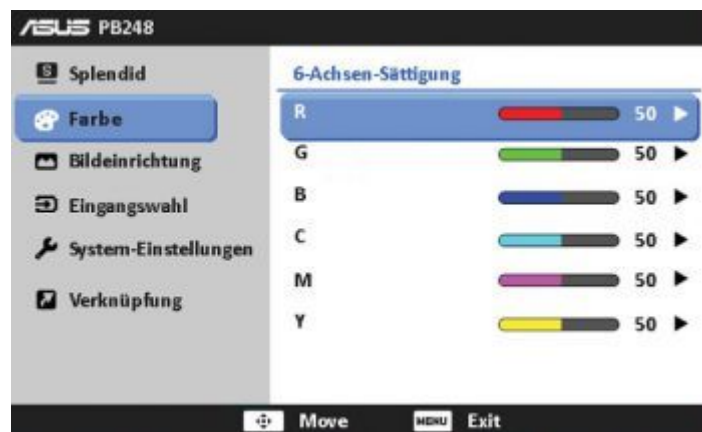 ASUS PB248
Splendid
Farbe
Bildeinrichtung
Eingangswahl
System-Einstellungen
Verknüpfung
6-Achsen-Sättigung
R 50
G 50
B 50
C 50
M 50
Y 50
Move MENU Exit